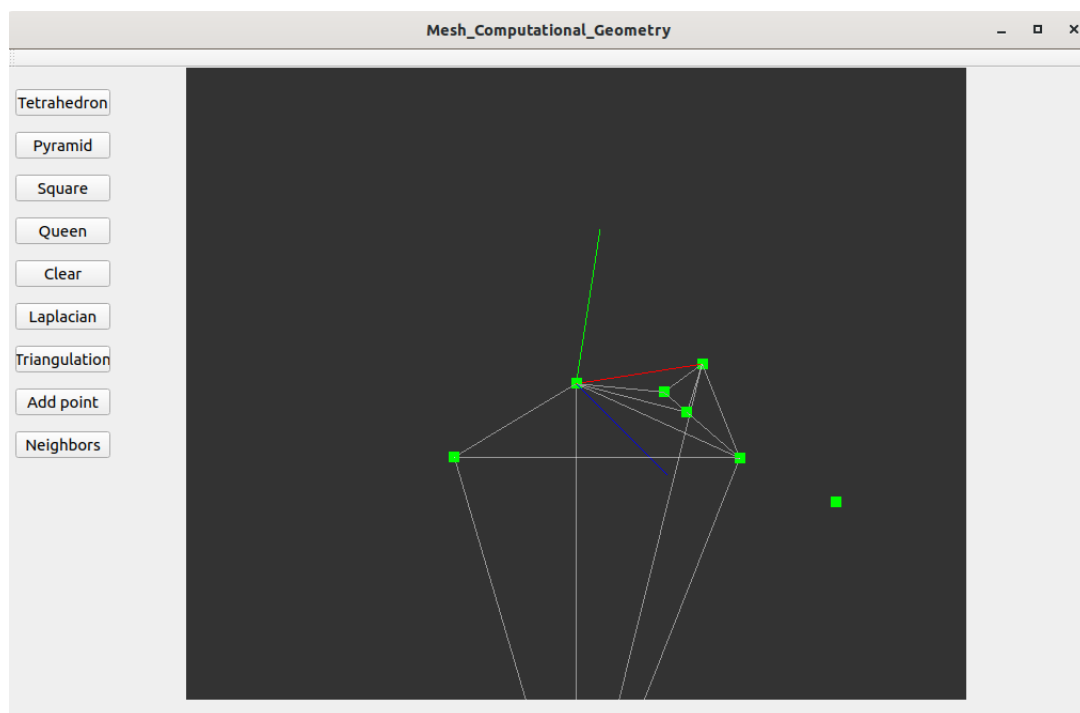 Mesh_Computational_Geometry
Tetrahedron
Pyramid
Square
Queen
Clear
Laplacian
Triangulation
Add point
Neighbors